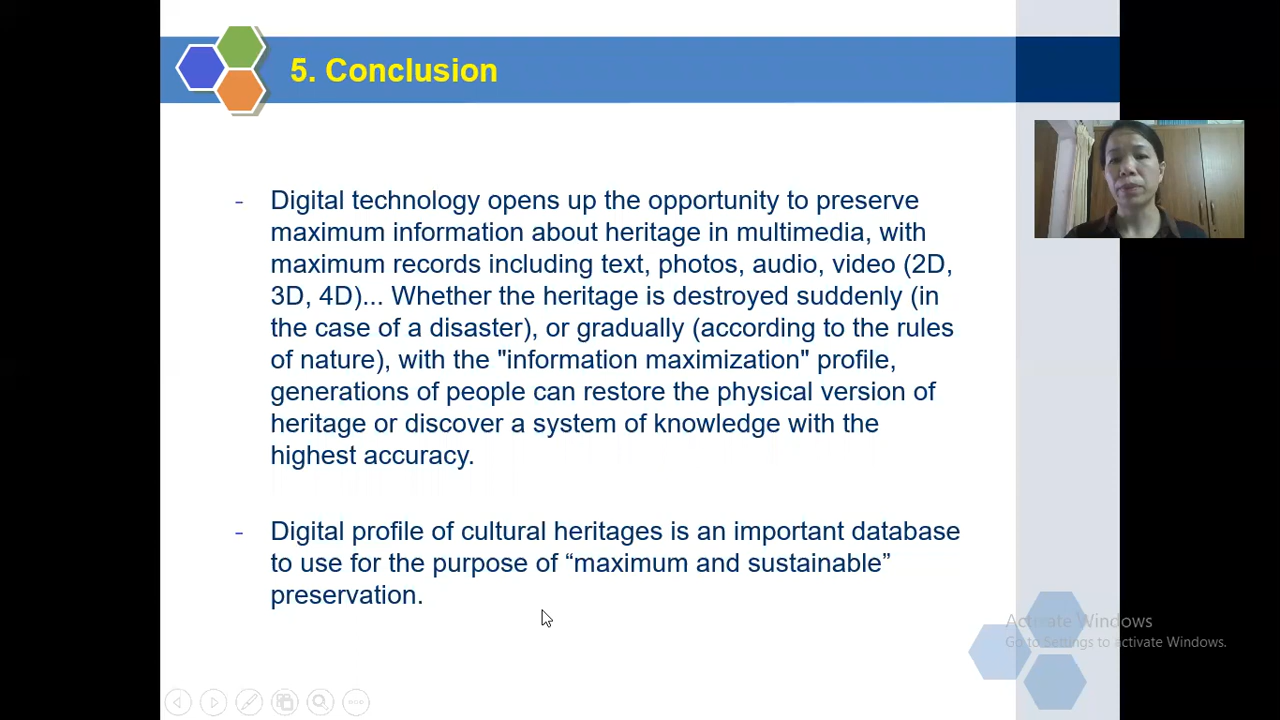 5. Conclusion
- Digital technology opens up the opportunity to preserve
maximum information about heritage in multimedia, with
maximum records including text, photos, audio, video (2D,
3D, 4D)... Whether the heritage is destroyed suddenly (in
the case of a disaster), or gradually (according to the rules
of nature), with the "information maximization" profile,
generations of people can restore the physical version of
heritage or discover a system of knowledge with the
highest accuracy.
- Digital profile of cultural heritages is an important database
to use for the purpose of “maximum and sustainable”
preservation.
Activate Windows
Go to Settings to activate Windows.